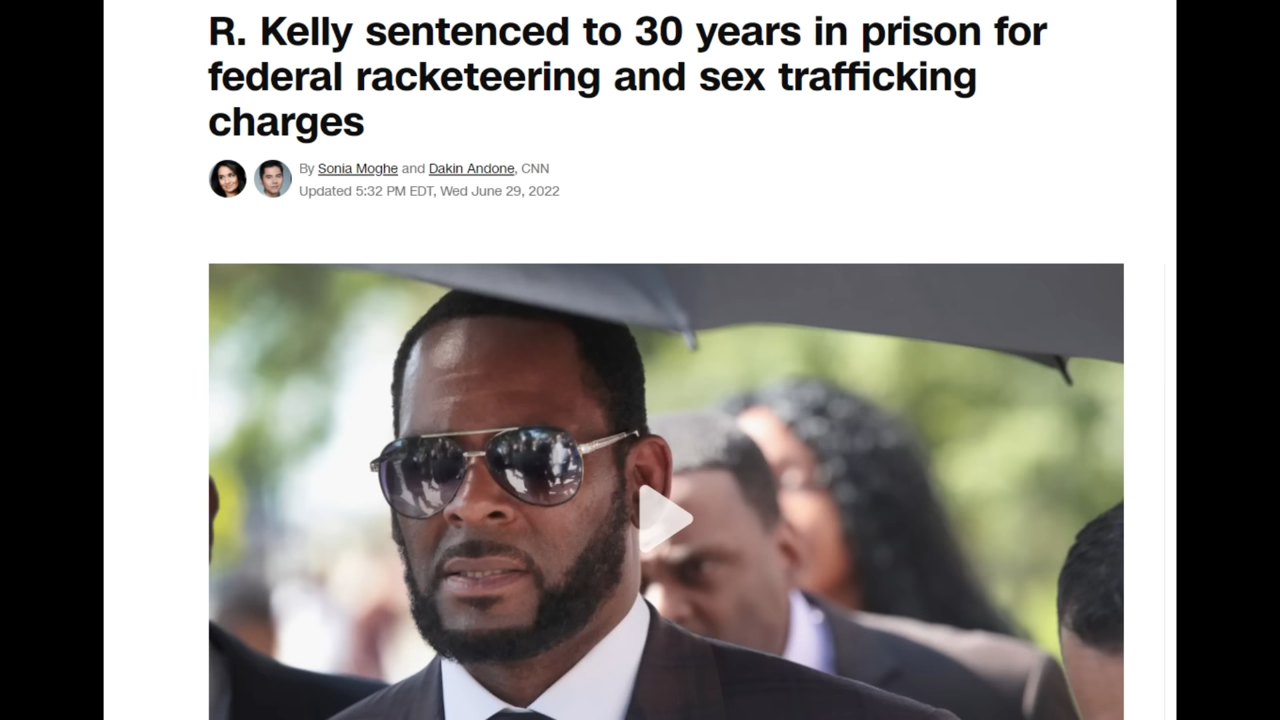 R. Kelly sentenced to 30 years in prison for
federal racketeering and sex trafficking
charges
By Sonia Moghe and Dakin Andone, CNN
Updated 5:32 PM EDT, Wed June 29, 2022